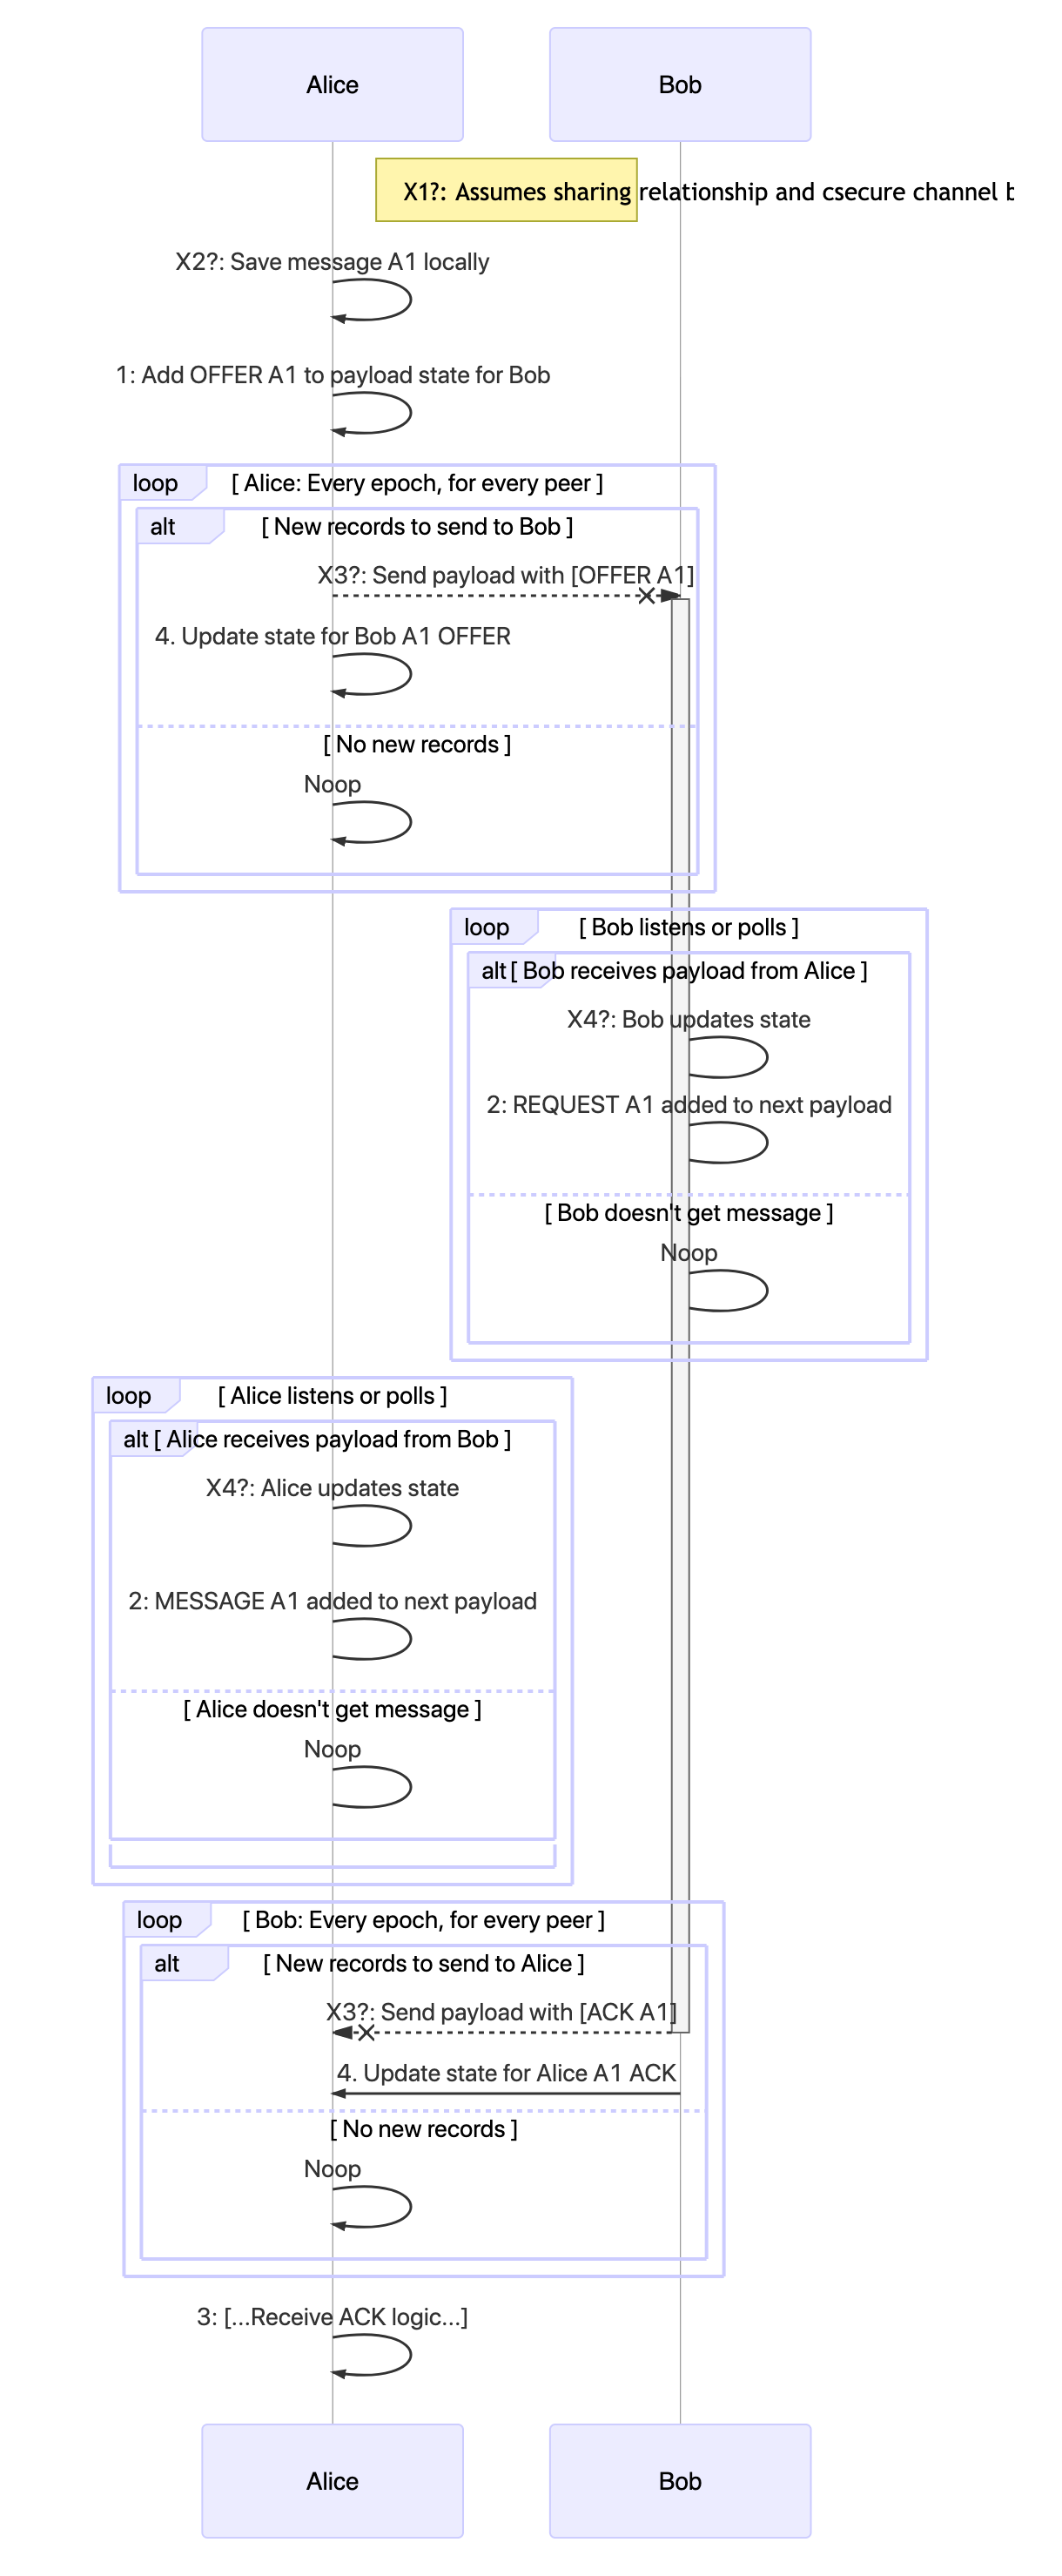 Alice
Bob
X1?: Assumes sharing relationship and csecure channel
X2?: Save message A1 locally
1: Add OFFER A1 to payload state for Bob
loop
[ Alice: Every epoch, for every peer ]
alt
[ New records to send to Bob ]
X3?: Send payload with [OFFER A1]
4. Update state for Bob A1 OFFER
[ No new records ]
Noop
loop
[ Bob listens or polls ]
alt
[ Bob receives payload from Alice ]
X4?: Bob updates state
2: REQUEST A1 added to next payload
[ Bob doesn't get message ]
Noop
loop
[ Alice listens or polls ]
alt
[ Alice receives payload from Bob ]
X4?: Alice updates state
2: MESSAGE A1 added to next payload
[ Alice doesn't get message ]
Noop
loop
[ Bob: Every epoch, for every peer ]
alt
[ New records to send to Alice ]
X3?: Send payload with [ACK A1]
4. Update state for Alice A1 ACK
[ No new records ]
Noop
3: [...Receive ACK logic...]
Alice
Bob